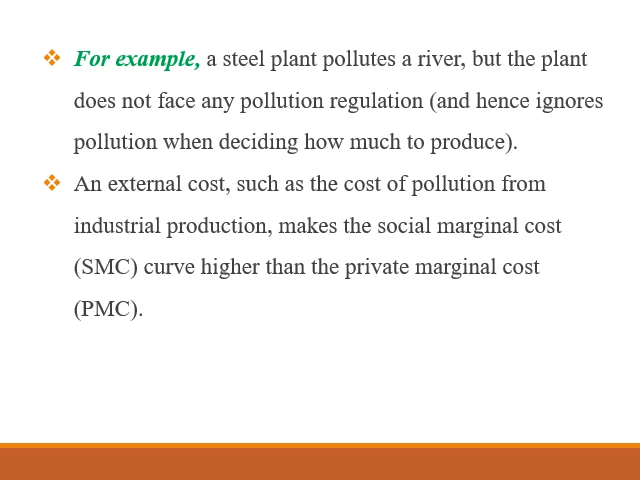 ❖ For example, a steel plant pollutes a river, but the plant
does not face any pollution regulation (and hence ignores
pollution when deciding how much to produce).
❖ An external cost, such as the cost of pollution from
industrial production, makes the social marginal cost
(SMC) curve higher than the private marginal cost
(PMC).